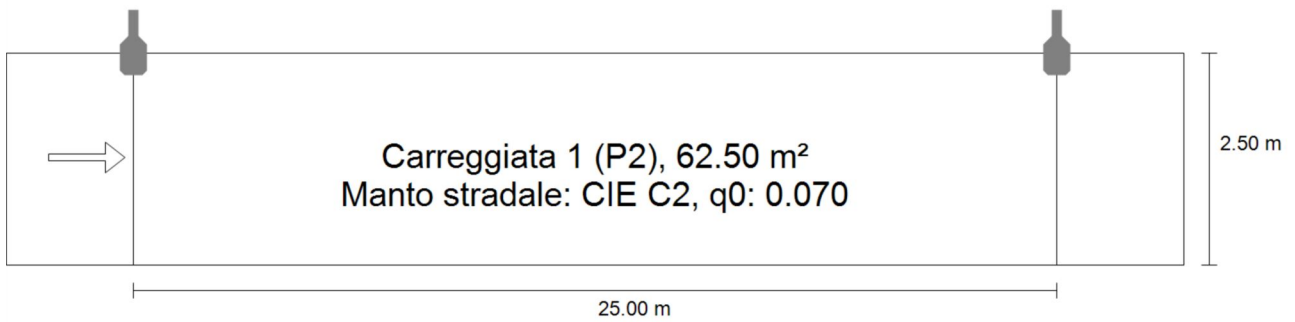 Carreggiata 1 (P2), 62.50 m²
Manto stradale: CIE C2, q0: 0.070
2.50 m
25.00 m